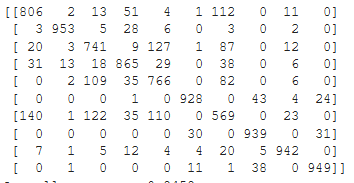 [[806 2 13 51 4 1 112 0 11 0]
[ 3 953 5 28 6 0 3 0 2 0]
[ 20 3 741 9 127 1 87 0 12 0]
[ 31 13 18 865 29 0 38 0 6 0]
[ 0 2 109 35 766 0 82 0 6 0]
[ 0 0 0 1 0 928 0 43 4 24]
[140 1 122 35 110 0 569 0 23 0]
[ 0 0 0 0 0 30 0 939 0 31]
[ 7 1 5 12 4 4 20 5 942 0]
[ 0 1 0 0 0 11 1 38 0 949]]